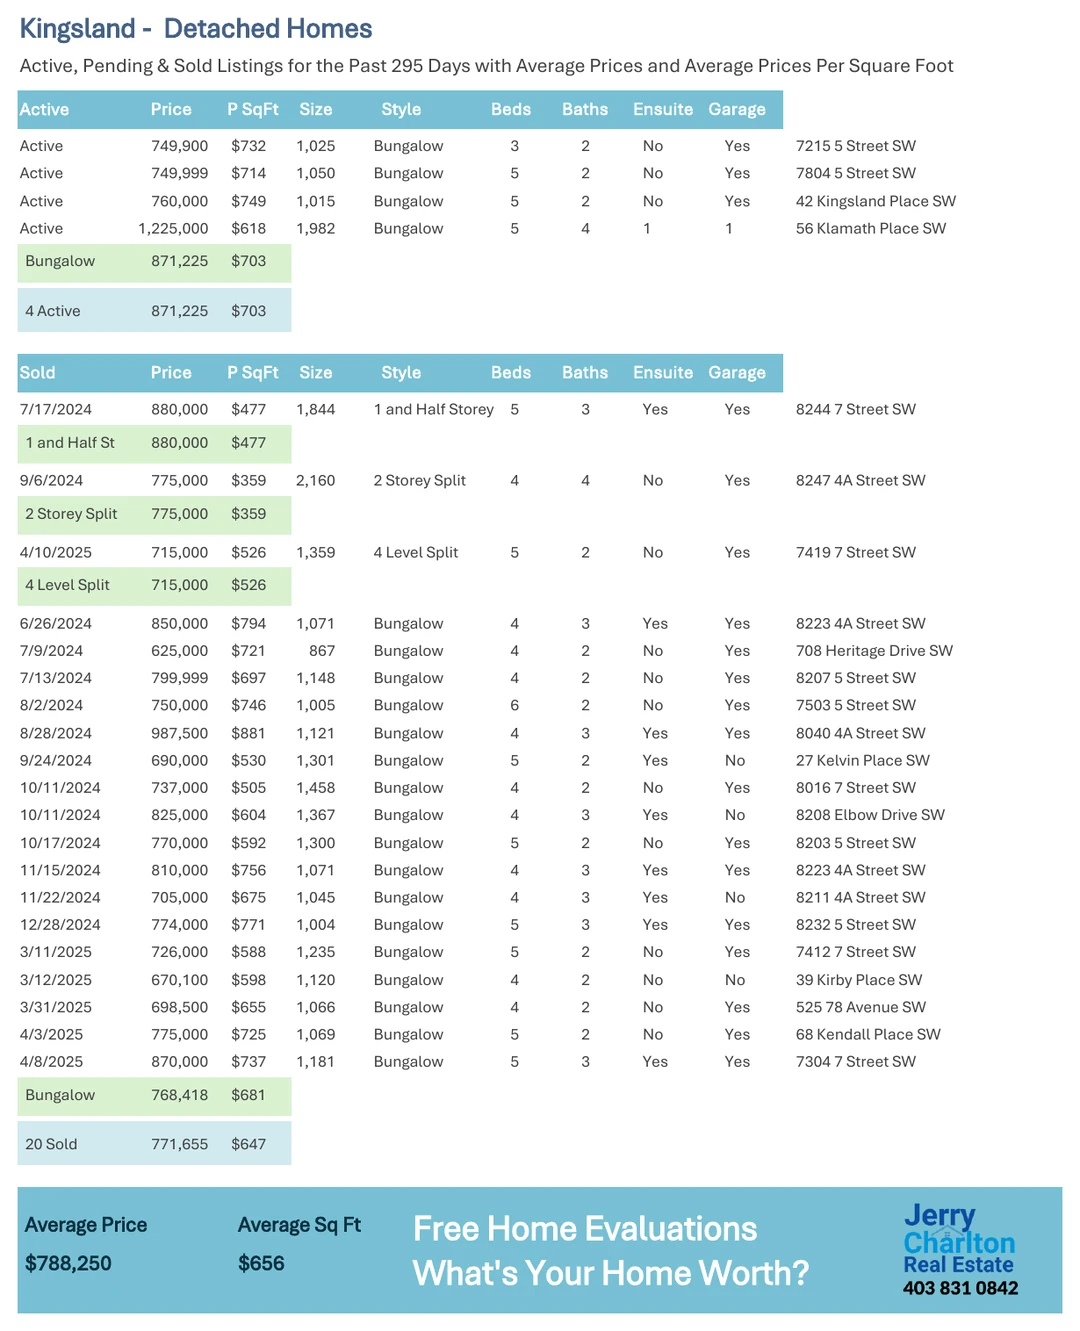 Kingsland - Detached Homes
Active, Pending & Sold Listings for the Past 295 Days with Average Prices and Average Prices Per Square Foot
Active Price P SqFt Size Style Beds Baths Ensuite Garage
Active 749,900 $732 1,025 Bungalow 3 2 No Yes 7215 5 Street SW
Active 749,999 $714 1,050 Bungalow 5 2 No Yes 7804 5 Street SW
Active 760,000 $749 1,015 Bungalow 5 2 No Yes 42 Kingsland Place SW
Active 1,225,000 $618 1,982 Bungalow 5 4 1 1 56 Klamath Place SW
Bungalow 871,225 $703
4 Active 871,225 $703
Sold Price P SqFt Size Style Beds Baths Ensuite Garage
7/17/2024 880,000 $477 1,844 1 and Half Storey 5 3 Yes Yes 8244 7 Street SW
1 and Half St 880,000 $477
9/6/2024 775,000 $359 2,160 2 Storey Split 4 4 No Yes 8247 4A Street SW
2 Storey Split 775,000 $359
4/10/2025 715,000 $526 1,359 4 Level Split 5 2 No Yes 7419 7 Street SW
4 Level Split 715,000 $526
6/26/2024 850,000 $794 1,071 Bungalow 4 3 Yes Yes 8223 4A Street SW
7/9/2024 625,000 $721 867 Bungalow 4 2 No Yes 708 Heritage Drive SW
7/13/2024 799,999 $697 1,148 Bungalow 4 2 No Yes 8207 5 Street SW
8/2/2024 750,000 $746 1,005 Bungalow 6 2 No Yes 7503 5 Street SW
8/28/2024 987,500 $881 1,121 Bungalow 4 3 Yes Yes 8040 4A Street SW
9/24/2024 690,000 $530 1,301 Bungalow 5 2 Yes No 27 Kelvin Place SW
10/11/2024 737,000 $505 1,458 Bungalow 4 2 No Yes 8016 7 Street SW
10/11/2024 825,000 $604 1,367 Bungalow 4 3 Yes No 8208 Elbow Drive SW
10/17/2024 770,000 $592 1,300 Bungalow 5 2 No Yes 8203 5 Street SW
11/15/2024 810,000 $756 1,071 Bungalow 4 3 Yes Yes 8223 4A Street SW
11/22/2024 705,000 $675 1,045 Bungalow 4 3 Yes No 8211 4A Street SW
12/28/2024 774,000 $771 1,004 Bungalow 5 3 Yes Yes 8232 5 Street SW
3/11/2025 726,000 $588 1,235 Bungalow 5 2 No Yes 7412 7 Street SW
3/12/2025 670,100 $598 1,120 Bungalow 4 2 No No 39 Kirby Place SW
3/31/2025 698,500 $655 1,066 Bungalow 4 2 No Yes 525 78 Avenue SW
4/3/2025 775,000 $725 1,069 Bungalow 5 2 No Yes 68 Kendall Place SW
4/8/2025 870,000 $737 1,181 Bungalow 5 3 Yes Yes 7304 7 Street SW
Bungalow 768,418 $681
20 Sold 771,655 $647
Average Price Average Sq Ft
$788,250 $656
Free Home Evaluations
What's Your Home Worth?
Jerry
Charlton
Real Estate
403 831 0842